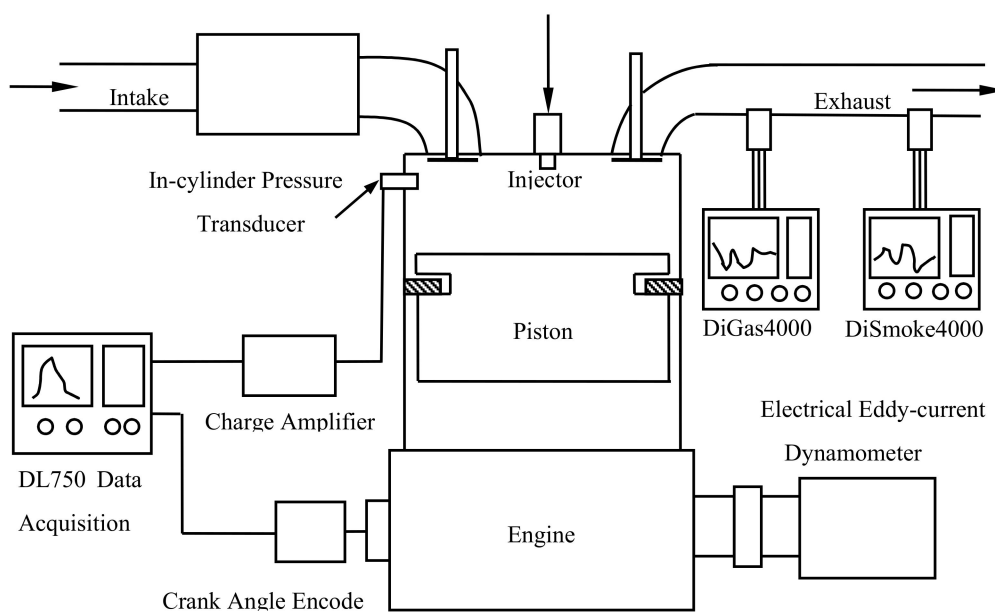 Intake
Exhaust
In-cylinder Pressure
Transducer
Injector
Piston
DiGas4000
DiSmoke4000
Charge Amplifier
Electrical Eddy-current
Dynamometer
DL750 Data
Acquisition
Engine
Crank Angle Encode